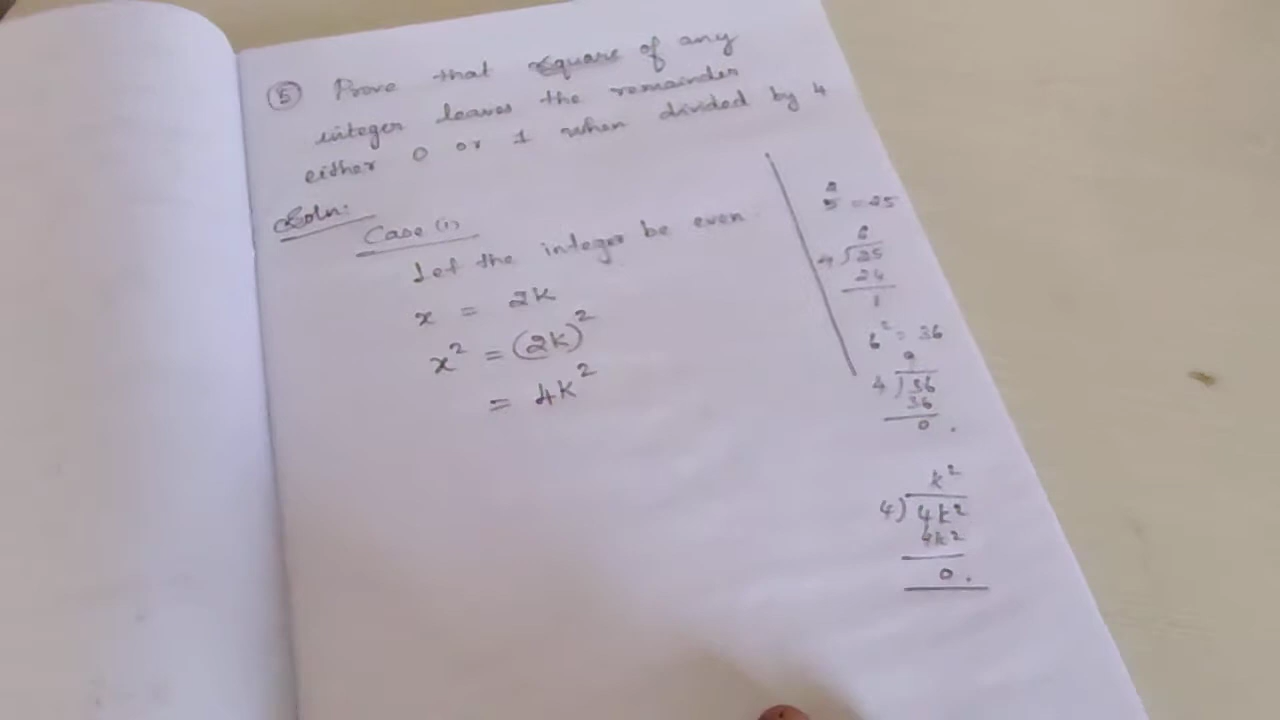 5 Prove that square of any
integer leaves the remainder
either 0 or 1 when divided by 4
Soln:
Case (i)
Let the integer be even.
x = 2k
x² = (2k)²
= 4k²
5² = 25
6
4)25
24
1
6² = 36
9
4)36
36
0.
k²
4)4k²
4k²
0.